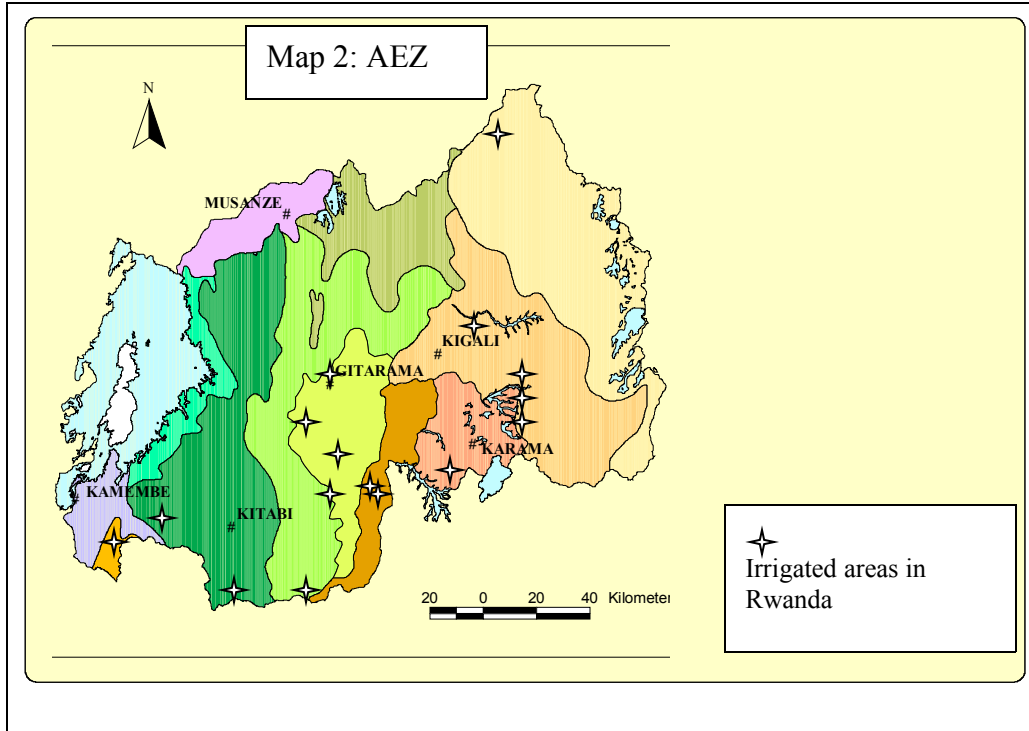 Map 2: AEZ
N
MUSANZE
#
KIGALI
#
GITARAMA
#
KARAMA
#
KAMEMBE
#
KITABI
#
Irrigated areas in
Rwanda
20 0 20 40 Kilometer